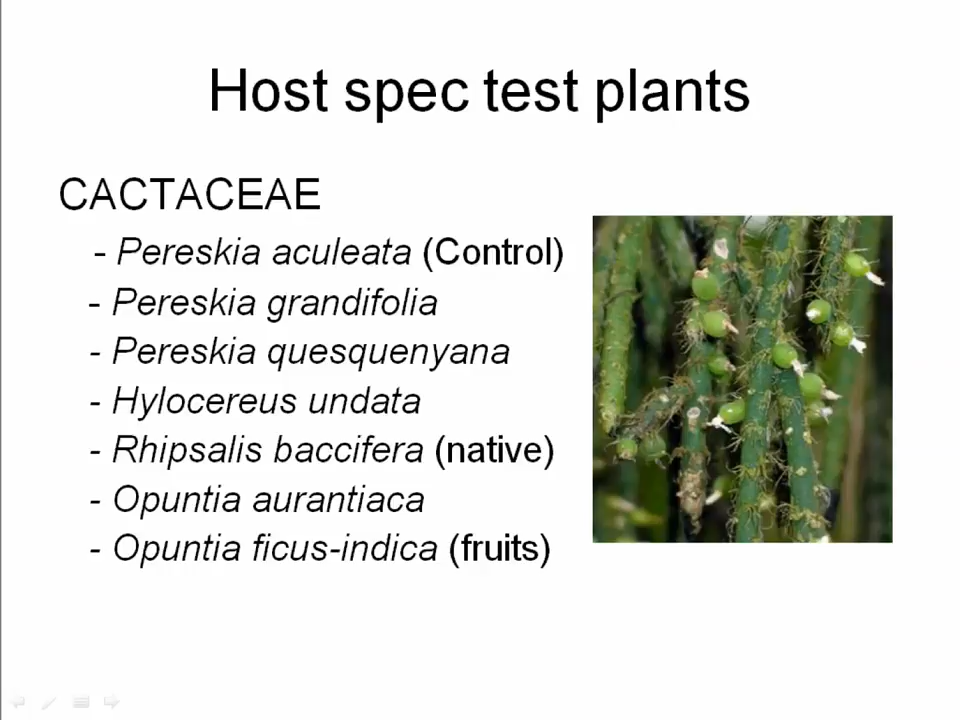 Host spec test plants
CACTACEAE
- Pereskia aculeata (Control)
- Pereskia grandifolia
- Pereskia quesquenyana
- Hylocereus undata
- Rhipsalis baccifera (native)
- Opuntia aurantiaca
- Opuntia ficus-indica (fruits)